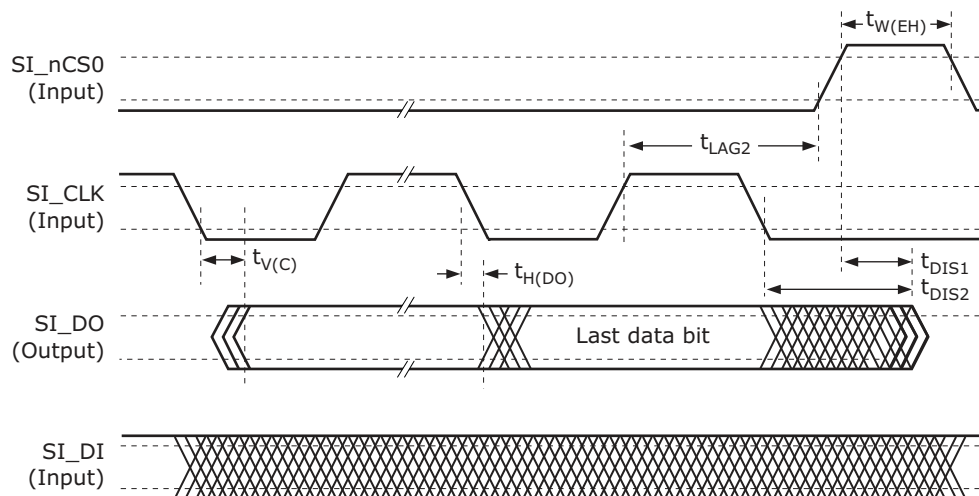 tW(EH)
SI_nCS0
(Input)
tLAG2
SI_CLK
(Input)
tV(C)
tH(DO)
tDIS1
tDIS2
SI_DO
(Output)
Last data bit
SI_DI
(Input)